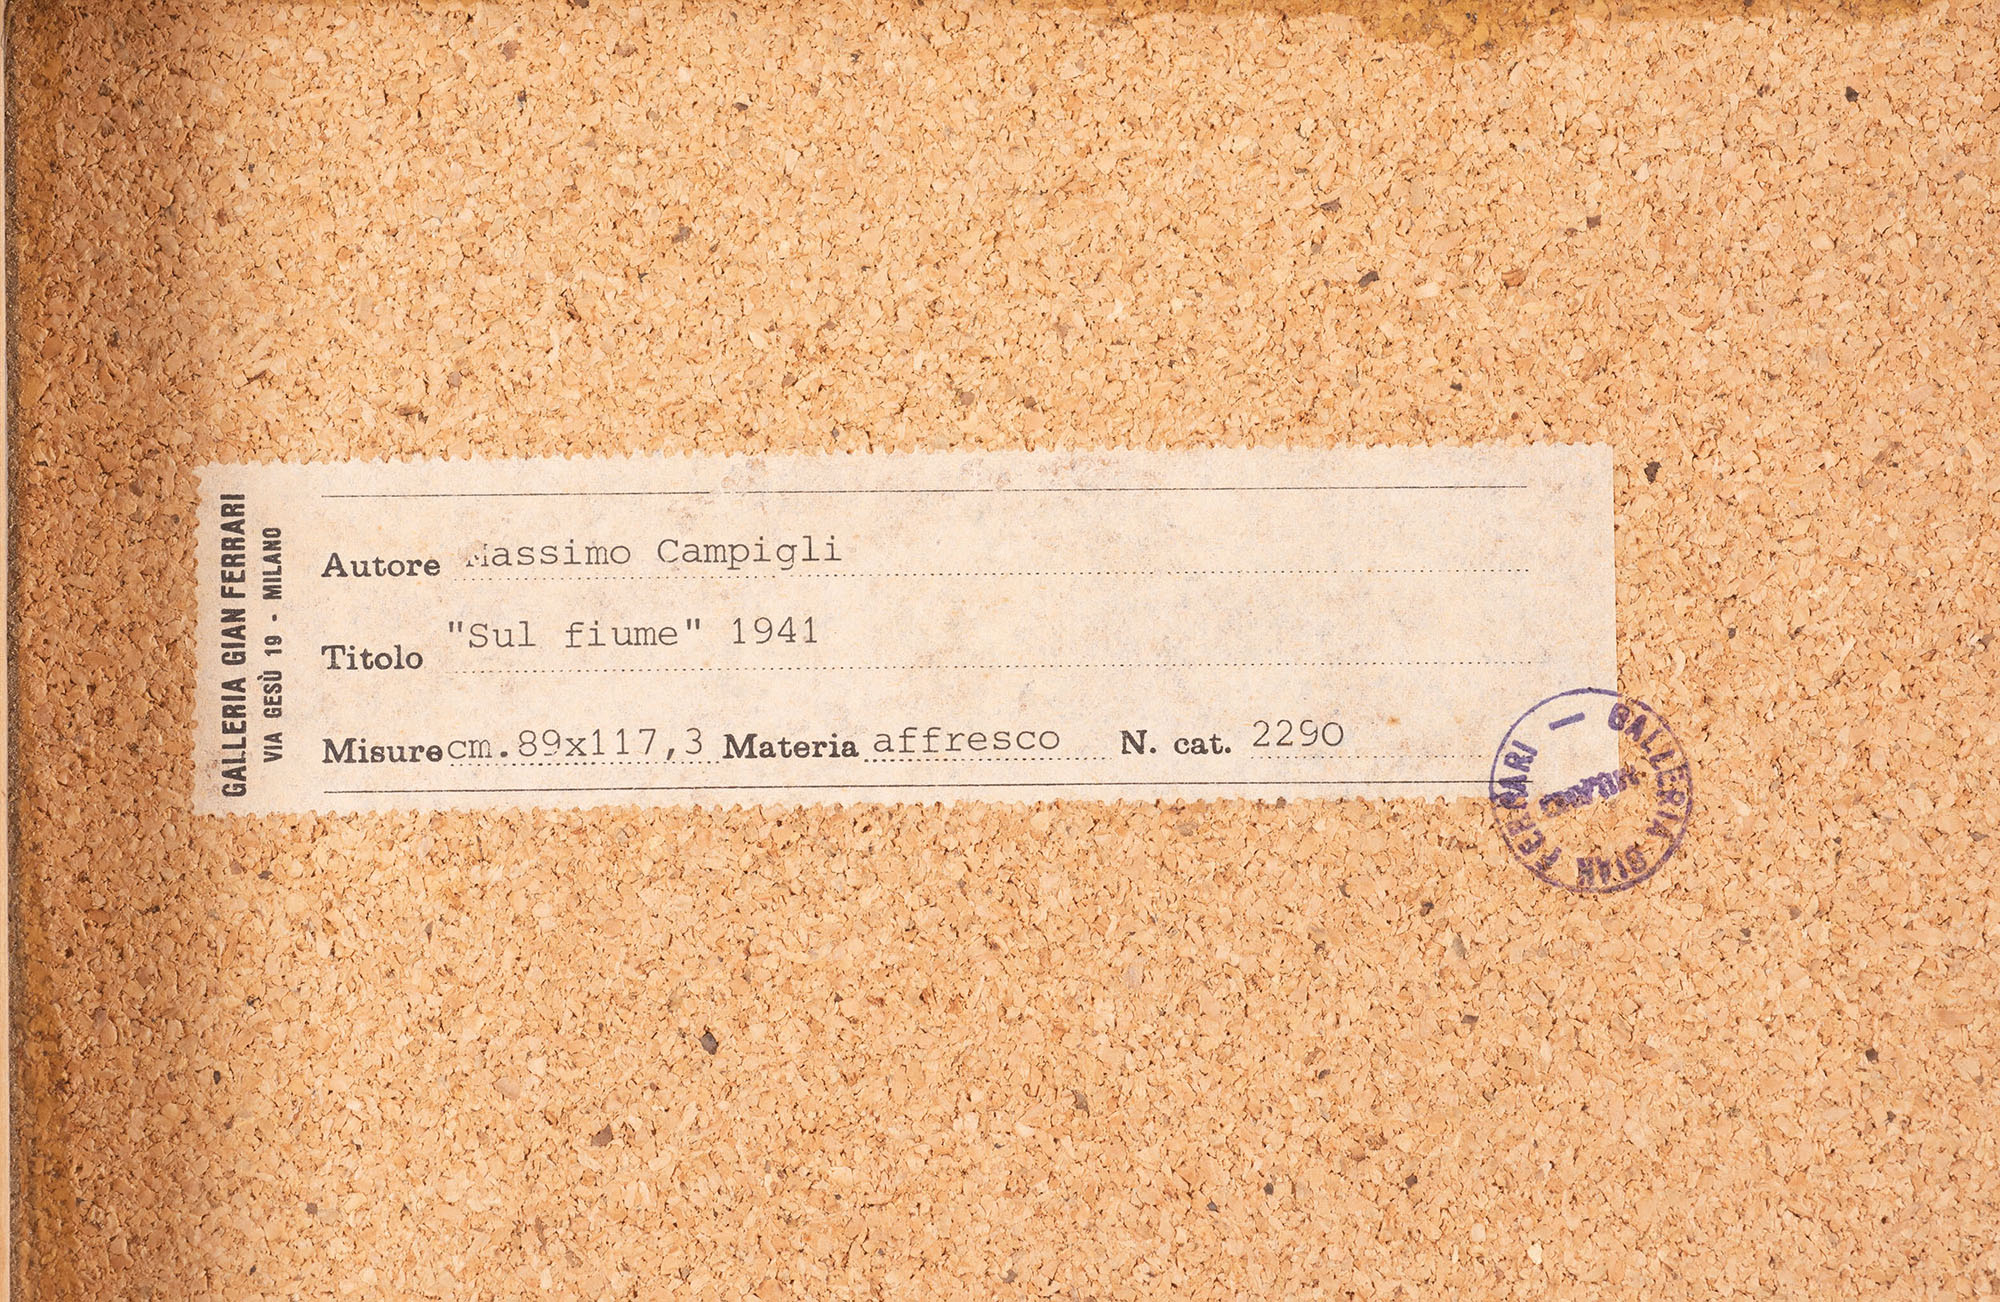 GALLERIA GIAN FERRARI
VIA GESÙ 19 - MILANO
Autore Massimo Campigli
Titolo "Sul fiume" 1941
Misure cm.89x117,3 Materia affresco N. cat. 2290
GALLERIA GIAN FERRARI —